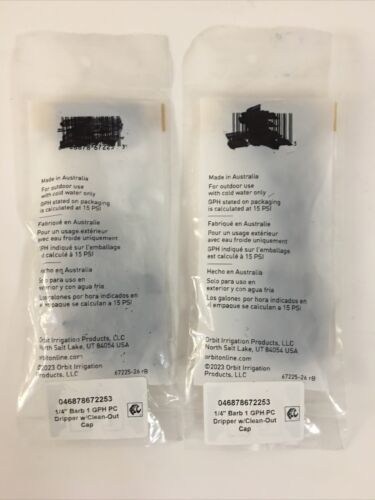 46878 67225 3
Made in Australia
For outdoor use
with cold water only
GPH stated on packaging
is calculated at 15 PSI
Fabriqué en Australia
Pour un usage extérieur
avec eau froide uniquement
GPH indiqué sur l'emballage
est calculé à 15 PSI
Hecho en Australia
Solo para uso en
exterior y con agua fría
Los galones por hora indicados en
el empaque se calculan a 15 PSI
Orbit Irrigation Products, LLC
North Salt Lake, UT 84054 USA
orbitonline.com
©2023 Orbit Irrigation
Products, LLC
67225-26 rB
046878672253
1/4" Barb 1 GPH PC
Dripper w/Clean-Out
Cap
3
Made in Australia
For outdoor use
with cold water only
GPH stated on packaging
is calculated at 15 PSI
Fabriqué en Australia
Pour un usage extérieur
avec eau froide uniquement
GPH indiqué sur l'emballage
est calculé à 15 PSI
Hecho en Australia
Solo para uso en
exterior y con agua fría
Los galones por hora indicados en
el empaque se calculan a 15 PSI
Orbit Irrigation Products, LLC
North Salt Lake, UT 84054 USA
orbitonline.com
©2023 Orbit Irrigation
Products, LLC
67225-26 rB
046878672253
1/4" Barb 1 GPH PC
Dripper w/Clean-Out
Cap